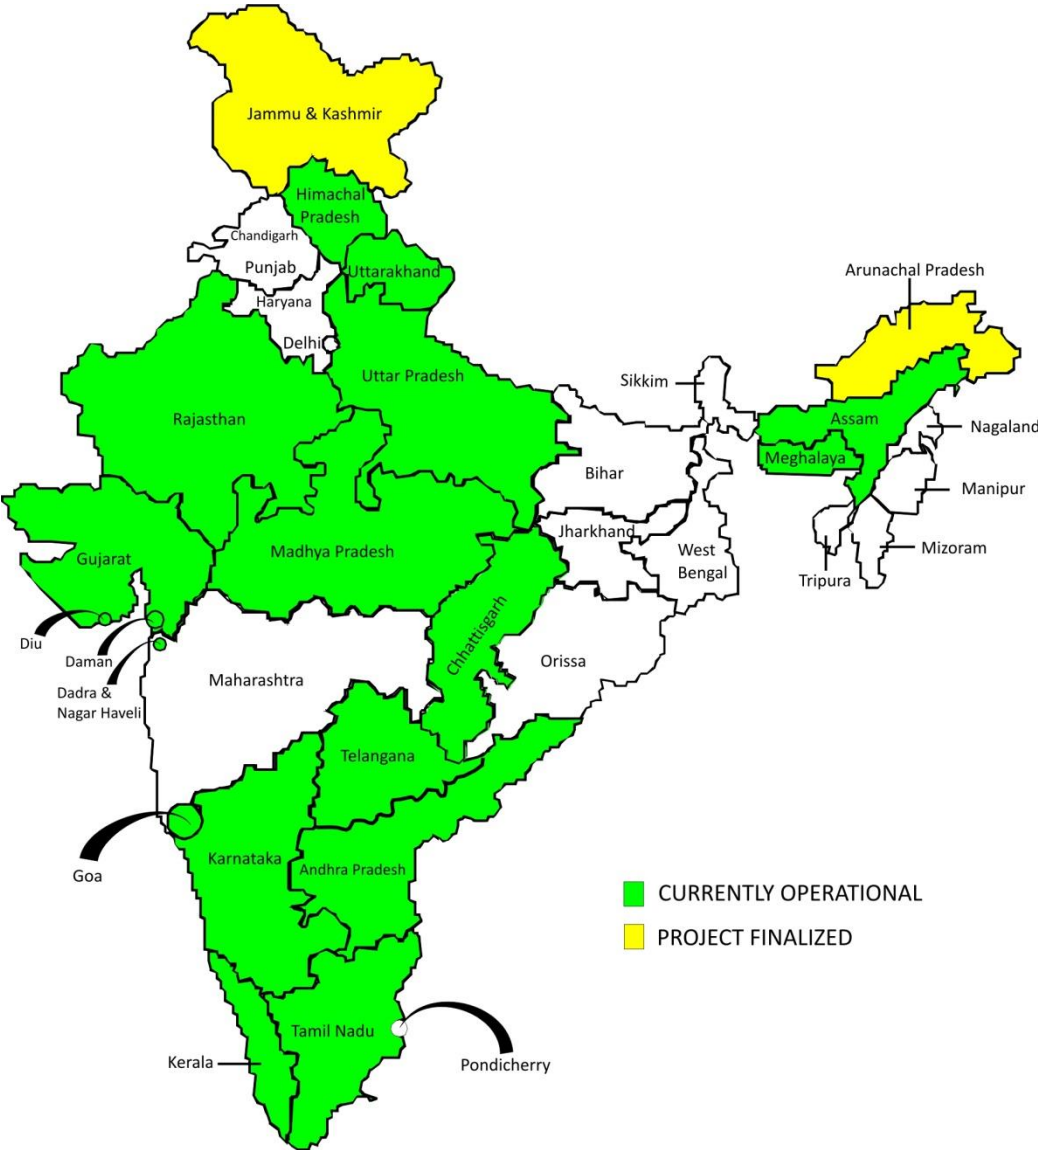 Jammu & Kashmir
Himachal
Pradesh
Chandigarh
Punjab
Uttarakhand
Arunachal Pradesh
Haryana
Delhi
Uttar Pradesh
Sikkim
Rajasthan
Assam
Nagaland
Meghalaya
Bihar
Manipur
Jharkhand
Madhya Pradesh
West
Bengal
Mizoram
Gujarat
Tripura
Chhattisgarh
Diu
Daman
Orissa
Maharashtra
Dadra &
Nagar Haveli
Telangana
Karnataka
Andhra Pradesh
Goa
CURRENTLY OPERATIONAL
PROJECT FINALIZED
Tamil Nadu
Kerala
Pondicherry